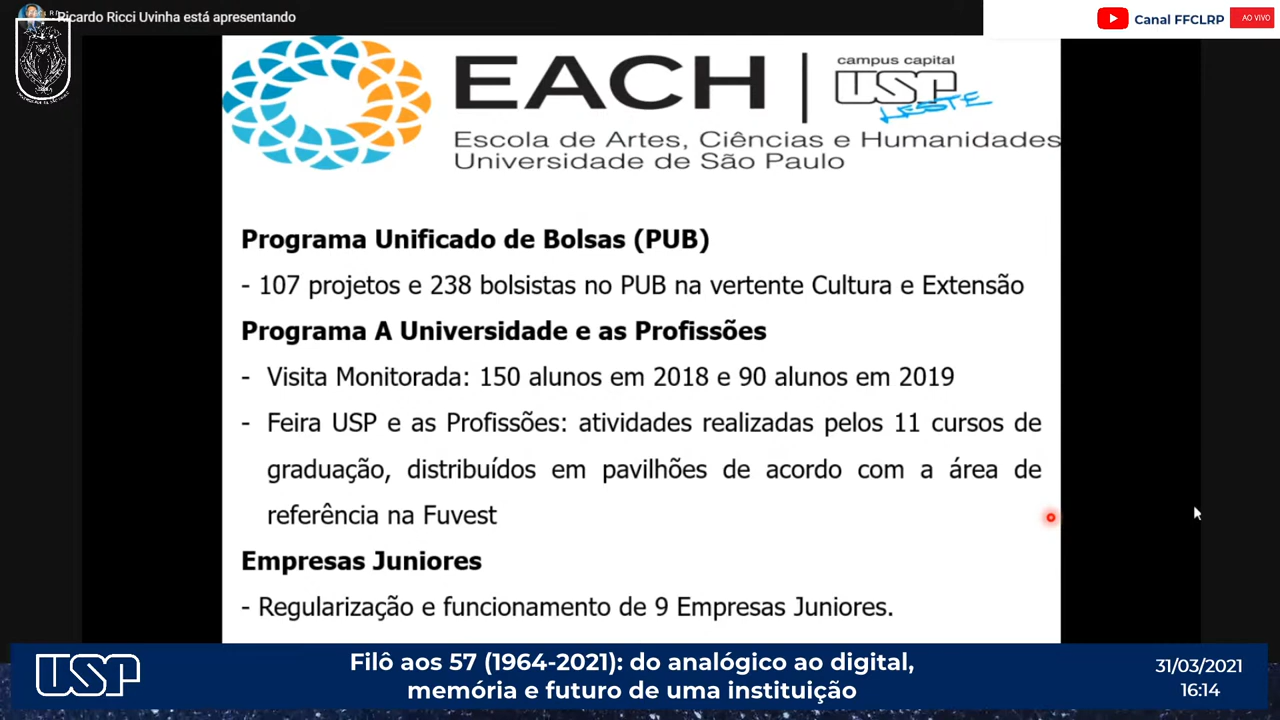 Ricardo Ricci Uvinha está apresentando
Canal FFCLRP
AO VIVO
EACH
campus capital
USP
LESTE
Escola de Artes, Ciências e Humanidades
Universidade de São Paulo
Programa Unificado de Bolsas (PUB)
- 107 projetos e 238 bolsistas no PUB na vertente Cultura e Extensão
Programa A Universidade e as Profissões
- Visita Monitorada: 150 alunos em 2018 e 90 alunos em 2019
- Feira USP e as Profissões: atividades realizadas pelos 11 cursos de
graduação, distribuídos em pavilhões de acordo com a área de
referência na Fuvest
Empresas Juniores
- Regularização e funcionamento de 9 Empresas Juniores.
USP
Filô aos 57 (1964-2021): do analógico ao digital,
memória e futuro de uma instituição
31/03/2021
16:14